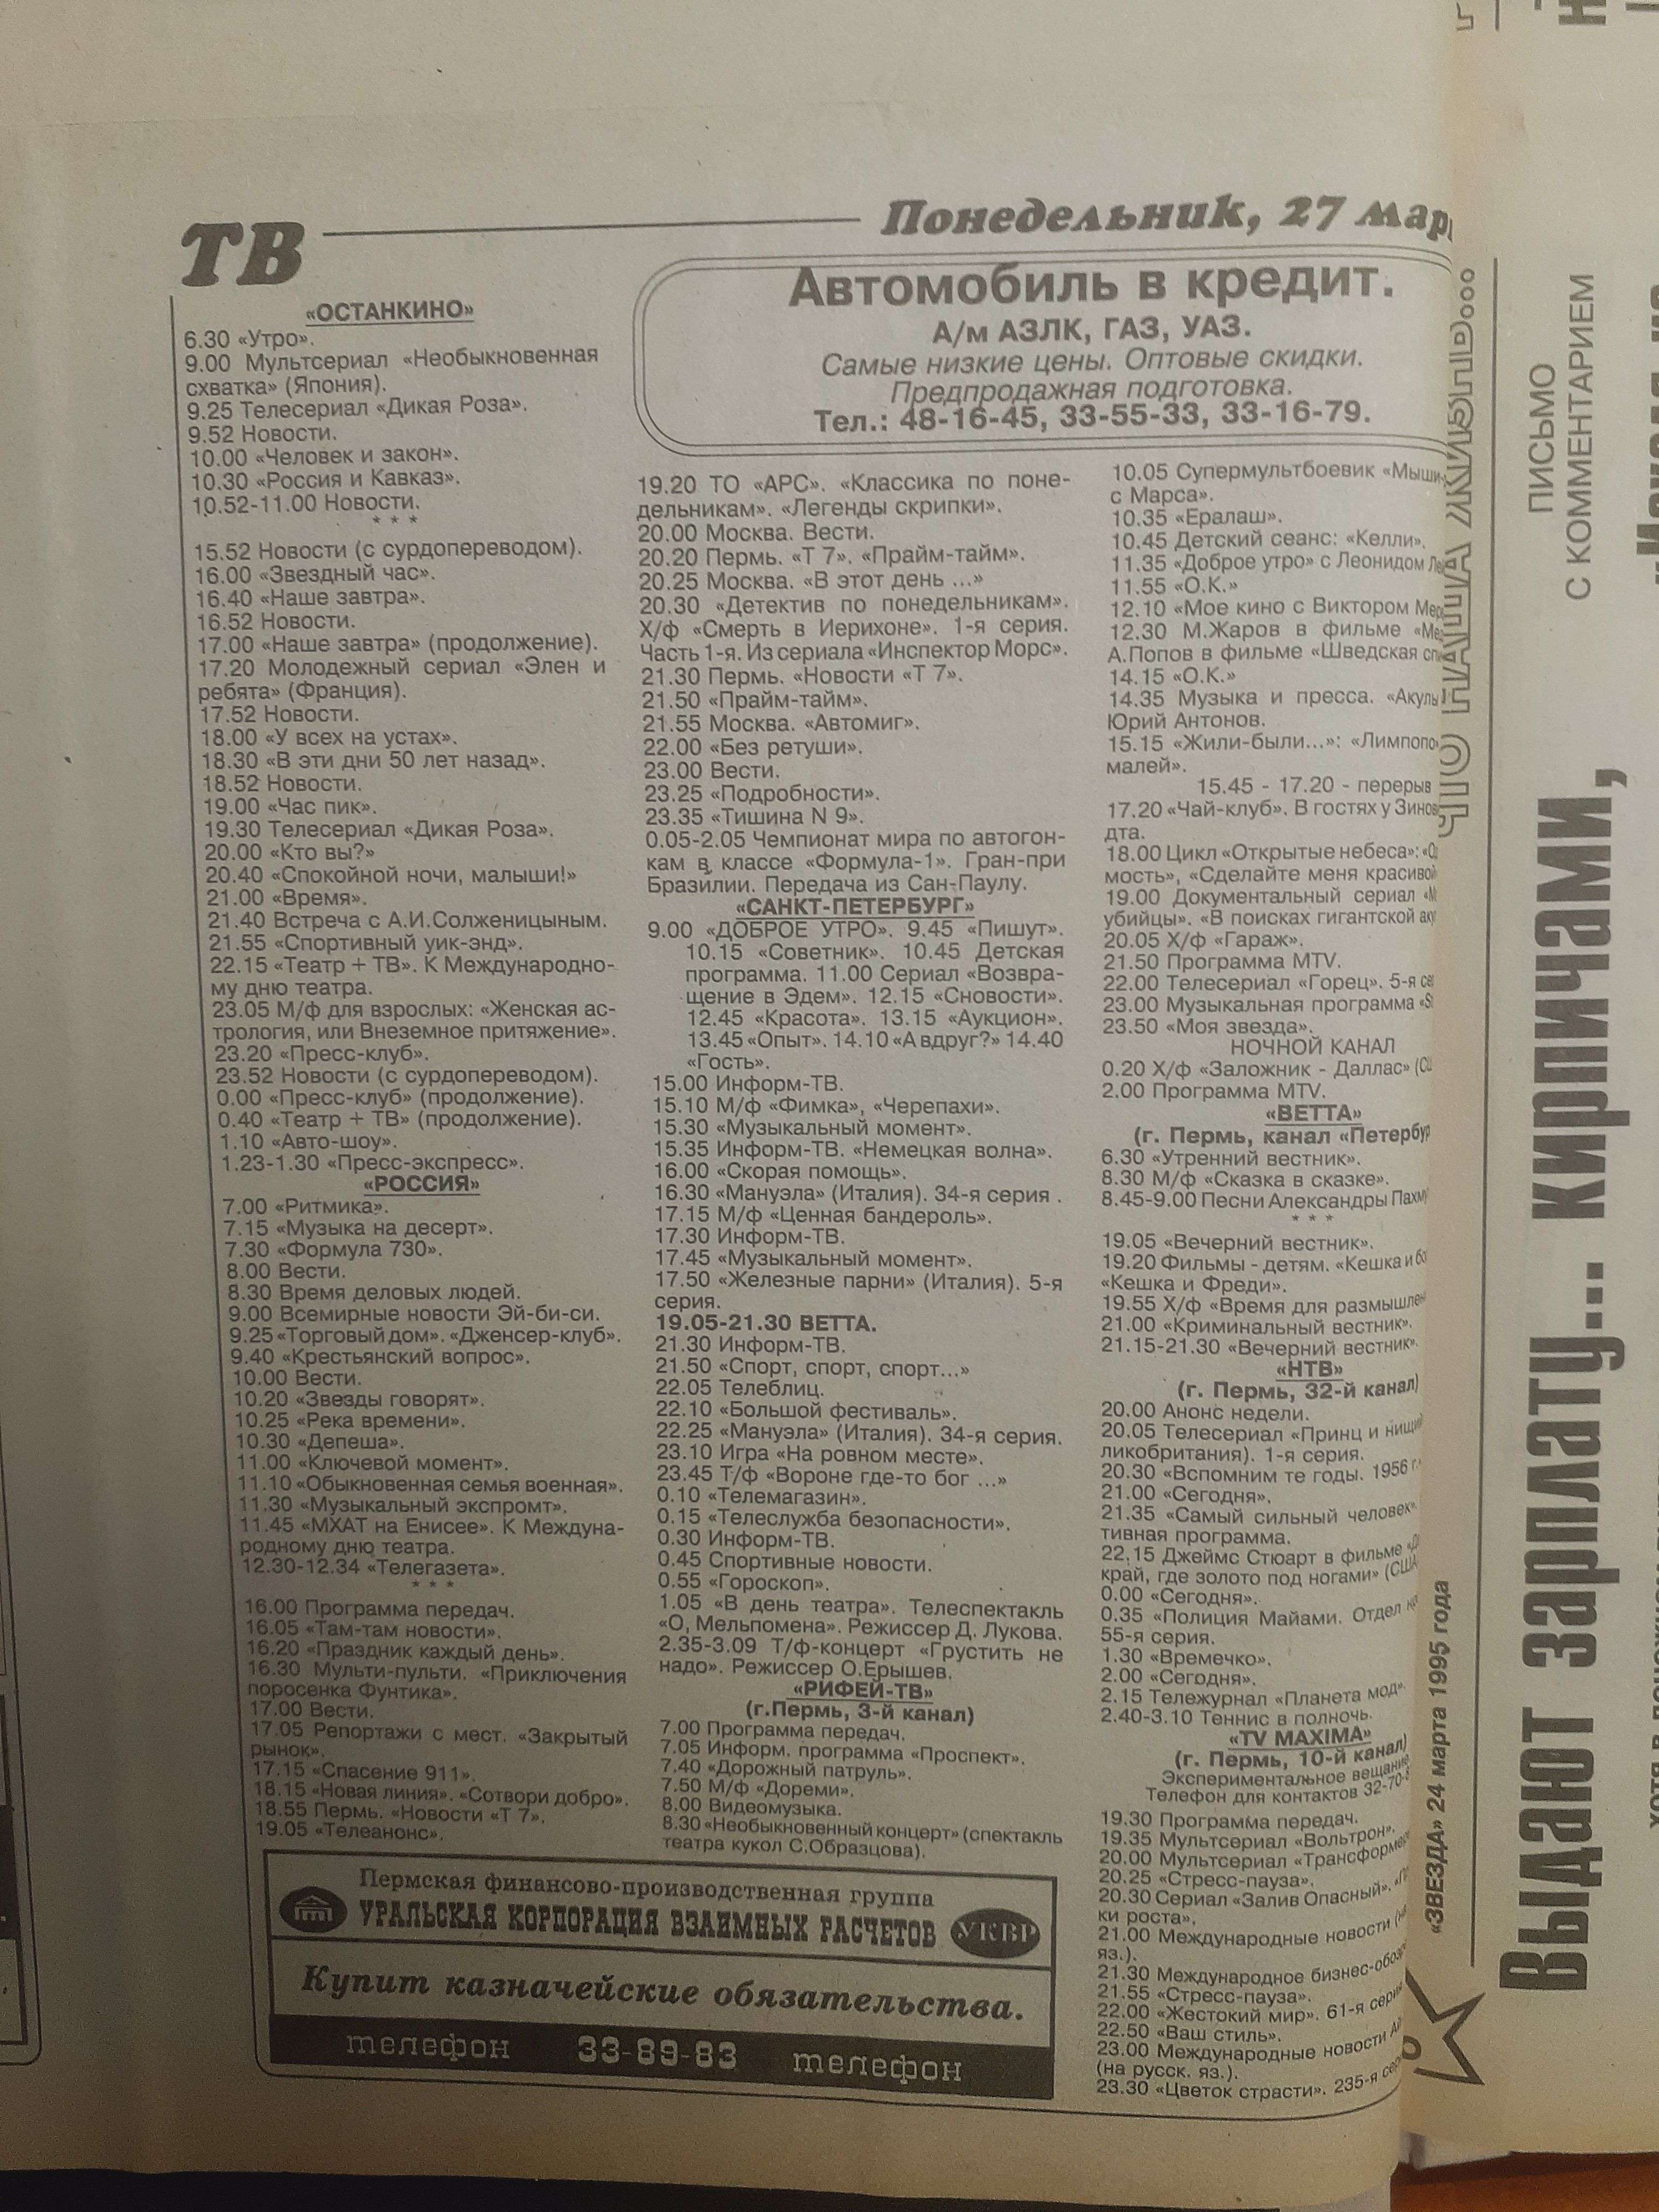 ТВ
Понедельник, 27
«ОСТАНКИНО»
6.30 «Утро».
9.00 Мультсериал «Необыкновенная
схватка» (Япония).
9.25 Телесериал «Дикая Роза».
9.52 Новости.
10.00 «Человек и закон».
10.30 «Россия и Кавказ».
10.52-11.00 Новости.
* * *
15.52 Новости (с сурдопереводом).
16.00 «Звездный час».
16.40 «Наше завтра».
16.52 Новости.
17.00 «Наше завтра» (продолжение).
17.20 Молодежный сериал «Элен и
ребята» (Франция).
17.52 Новости.
18.00 «У всех на устах».
18.30 «В эти дни 50 лет назад».
18.52 Новости.
19.00 «Час пик».
19.30 Телесериал «Дикая Роза».
20.00 «Кто вы?»
20.40 «Спокойной ночи, малыши!»
21.00 «Время».
21.40 Встреча с А.И.Солженицыным.
21.55 «Спортивный уик-энд».
22.15 «Театр + ТВ». К Международно-
му дню театра.
23.05 М/ф для взрослых: «Женская ас-
трология, или Внеземное притяжение».
23.20 «Пресс-клуб».
23.52 Новости (с сурдопереводом).
0.00 «Пресс-клуб» (продолжение).
0.40 «Театр + ТВ» (продолжение).
1.10 «Авто-шоу».
1.23-1.30 «Пресс-экспресс».
«РОССИЯ»
7.00 «Ритмика».
7.15 «Музыка на десерт».
7.30 «Формула 730».
8.00 Вести.
8.30 Время деловых людей.
9.00 Всемирные новости Эй-би-си.
9.25 «Торговый дом». «Дженсер-клуб».
9.40 «Крестьянский вопрос».
10.00 Вести.
10.20 «Звезды говорят».
10.25 «Река времени».
10.30 «Депеша».
11.00 «Ключевой момент».
11.10 «Обыкновенная семья военная».
11.30 «Музыкальный экспромт».
11.45 «МХАТ на Енисее». К Междуна-
родному дню театра.
12.30-12.34 «Телегазета».
* * *
16.00 Программа передач.
16.05 «Там-там новости».
16.20 «Праздник каждый день».
16.30 Мульти-пульти. «Приключения
поросенка Фунтика».
17.00 Вести.
17.05 Репортажи с мест. «Закрытый
рынок».
17.15 «Спасение 911».
18.15 «Новая линия». «Сотвори добро».
18.55 Пермь. «Новости «Т 7».
19.05 «Телеанонс».
Автомобиль в кредит.
А/м АЗЛК, ГАЗ, УАЗ.
Самые низкие цены. Оптовые скидки.
Предпродажная подготовка.
Тел.: 48-16-45, 33-55-33, 33-16-79.
19.20 ТО «АРС». «Классика по поне-
дельникам». «Легенды скрипки».
20.00 Москва. Вести.
20.20 Пермь. «Т 7». «Прайм-тайм».
20.25 Москва. «В этот день ...»
20.30 «Детектив по понедельникам».
Х/ф «Смерть в Иерихоне». 1-я серия.
Часть 1-я. Из сериала «Инспектор Морс».
21.30 Пермь. «Новости «Т 7».
21.50 «Прайм-тайм».
21.55 Москва. «Автомиг».
22.00 «Без ретуши».
23.00 Вести.
23.25 «Подробности».
23.35 «Тишина N 9».
0.05-2.05 Чемпионат мира по автогон-
кам в классе «Формула-1». Гран-при
Бразилии. Передача из Сан-Паулу.
«САНКТ-ПЕТЕРБУРГ»
9.00 «ДОБРОЕ УТРО». 9.45 «Пишут».
10.15 «Советник». 10.45 Детская
программа. 11.00 Сериал «Возвра-
щение в Эдем». 12.15 «Сновости».
12.45 «Красота». 13.15 «Аукцион».
13.45 «Опыт». 14.10 «А вдруг?» 14.40
«Гость».
15.00 Информ-ТВ.
15.10 М/ф «Фимка», «Черепахи».
15.30 «Музыкальный момент».
15.35 Информ-ТВ. «Немецкая волна».
16.00 «Скорая помощь».
16.30 «Мануэла» (Италия). 34-я серия .
17.15 М/ф «Ценная бандероль».
17.30 Информ-ТВ.
17.45 «Музыкальный момент».
17.50 «Железные парни» (Италия). 5-я
серия.
19.05-21.30 ВЕТТА.
21.30 Информ-ТВ.
21.50 «Спорт, спорт, спорт...»
22.05 Телеблиц.
22.10 «Большой фестиваль».
22.25 «Мануэла» (Италия). 34-я серия.
23.10 Игра «На ровном месте».
23.45 Т/ф «Вороне где-то бог ...»
0.10 «Телемагазин».
0.15 «Телеслужба безопасности».
0.30 Информ-ТВ.
0.45 Спортивные новости.
0.55 «Гороскоп».
1.05 «В день театра». Телеспектакль
«О, Мельпомена». Режиссер Д. Лукова.
2.35-3.09 Т/ф-концерт «Грустить не
надо». Режиссер О.Ерышев.
«РИФЕЙ-ТВ»
(г.Пермь, 3-й канал)
7.00 Программа передач.
7.05 Информ. программа «Проспект».
7.40 «Дорожный патруль».
7.50 М/ф «Дореми».
8.00 Видеомузыка.
8.30 «Необыкновенный концерт» (спектакль
театра кукол С.Образцова).
10.05 Супермультбоевик «Мыши
с Марса».
10.35 «Ералаш».
10.45 Детский сеанс: «Келли».
11.35 «Доброе утро» с Леонидом
11.55 «О.К.»
12.10 «Мое кино с Виктором
12.30 М.Жаров в фильме
А.Попов в фильме «Шведская
14.15 «О.К.»
14.35 Музыка и пресса.
Юрий Антонов.
15.15 «Жили-были...»:
малей».
15.45 - 17.20 - перерыв
17.20 «Чай-клуб». В гостях у
дта.
18.00 Цикл «Открытые небеса»:
мость», «Сделайте меня красивой
19.00 Документальный сериал
убийцы». «В поисках гигантской
20.05 Х/ф «Гараж».
21.50 Программа MTV.
22.00 Телесериал «Горец». 5-я
23.00 Музыкальная программа
23.50 «Моя звезда».
НОЧНОЙ КАНАЛ
0.20 Х/ф «Заложник - Даллас»
2.00 Программа MTV.
«ВЕТТА»
(г. Пермь, канал
6.30 «Утренний вестник».
8.30 М/ф «Сказка в сказке».
8.45-9.00 Песни Александры
* * *
19.05 «Вечерний вестник».
19.20 Фильмы - детям. «Кешка и
«Кешка и Фреди».
19.55 Х/ф «Время для
21.00 «Криминальный вестник».
21.15-21.30 «Вечерний вестник».
«НТВ»
(г. Пермь, 32-й канал)
20.00 Анонс недели.
20.05 Телесериал «Принц и
ликобритания). 1-я серия.
20.30 «Вспомним те годы. 1956
21.00 «Сегодня».
21.35 «Самый сильный человек».
тивная программа.
22.15 Джеймс Стюарт в фильме
край, где золото под ногами»
0.00 «Сегодня».
0.35 «Полиция Майами. Отдел
55-я серия.
1.30 «Времечко».
2.00 «Сегодня».
2.15 Тележурнал «Планета мод».
2.40-3.10 Теннис в полночь.
«TV MAXIMA»
(г. Пермь, 10-й канал)
Экспериментальное вещание
Телефон для контактов
19.30 Программа передач.
19.35 Мультсериал «Вольтрон».
20.00 Мультсериал
20.25 «Стресс-пауза».
20.30 Сериал «Залив Опасный».
ки роста».
21.00 Международные новости
яз.).
21.30 Международное
21.55 «Стресс-пауза».
22.00 «Жестокий мир». 61-я
22.50 «Ваш стиль».
23.00 Международные новости
(на русск. яз.).
23.30 «Цветок страсти». 235-я
Пермская финансово-производственная группа
УРАЛЬСКАЯ КОРПОРАЦИЯ ВЗАИМНЫХ РАСЧЕТОВ УКВР
Купит казначейские обязательства.
телефон 33-89-83 телефон
«ЗВЕЗДА» 24 марта 1995 года
ЧТО НАША
ПИСЬМО
С КОММЕНТАРИЕМ
Выдают зарплату... кирпичами,